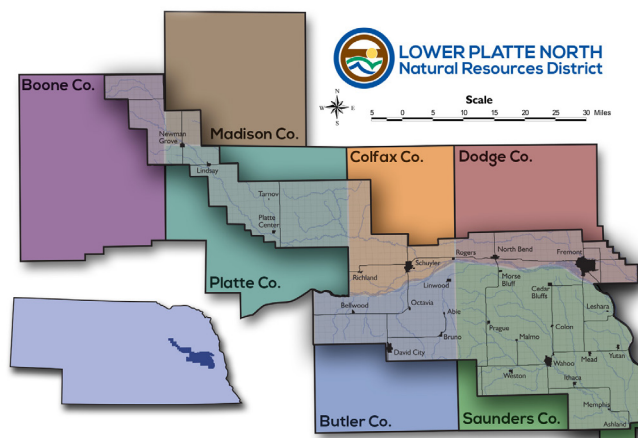 LOWER PLATTE NORTH
Natural Resources District
Boone Co.
N
W E
S
Scale
5 0 5 10 15 20 25 30 Miles
Madison Co.
Newman
Grove
Lindsay
Colfax Co.
Dodge Co.
Tarnov
Platte
Center
Platte Co.
Rogers
North Bend
Fremont
Schuyler
Richland
Morse
Bluff
Linwood
Cedar
Bluffs
Bellwood
Octavia
Leshara
Abie
Prague
Colon
Bruno
Malmo
David City
Wahoo
Mead
Yutan
Weston
Ithaca
Memphis
Butler Co.
Saunders Co.
Ashland